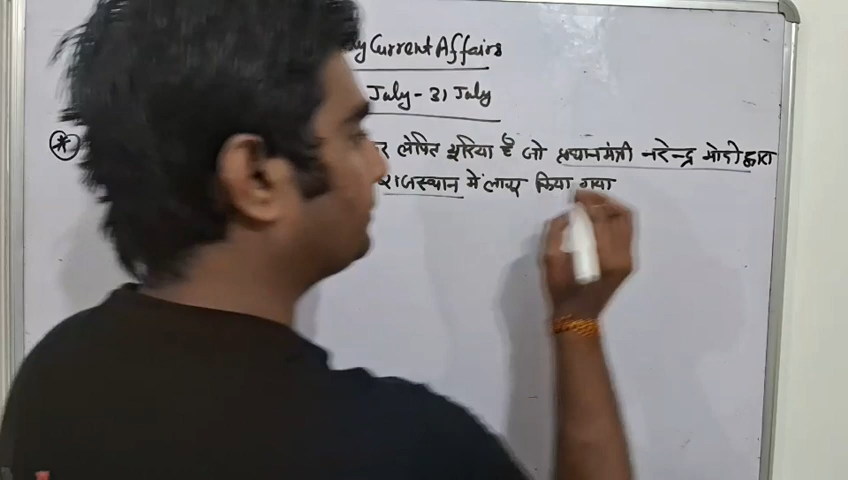 Current Affairs
July - 31 July
लेपित यूरिया है जो प्रधानमंत्री नरेन्द्र मोदी द्वारा
राजस्थान में लान्च किया गया